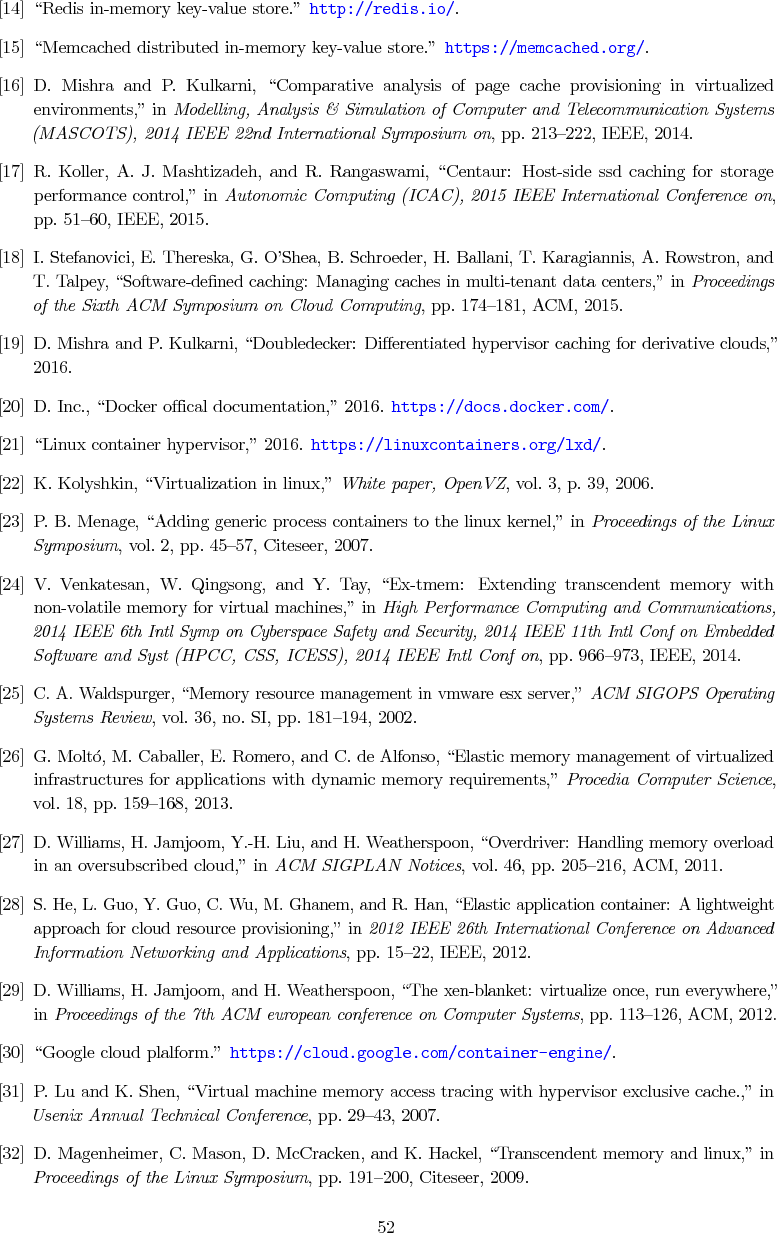 [14] “Redis in-memory key-value store.” http://redis.io/.
[15] “Memcached distributed in-memory key-value store.” https://memcached.org/.
[16] D. Mishra and P. Kulkarni, “Comparative analysis of page cache provisioning in virtualized
environments,” in Modelling, Analysis & Simulation of Computer and Telecommunication Systems
(MASCOTS), 2014 IEEE 22nd International Symposium on, pp. 213–222, IEEE, 2014.
[17] R. Koller, A. J. Mashtizadeh, and R. Rangaswami, “Centaur: Host-side ssd caching for storage
performance control,” in Autonomic Computing (ICAC), 2015 IEEE International Conference on,
pp. 51–60, IEEE, 2015.
[18] I. Stefanovici, E. Thereska, G. O’Shea, B. Schroeder, H. Ballani, T. Karagiannis, A. Rowstron, and
T. Talpey, “Software-defined caching: Managing caches in multi-tenant data centers,” in Proceedings
of the Sixth ACM Symposium on Cloud Computing, pp. 174–181, ACM, 2015.
[19] D. Mishra and P. Kulkarni, “Doubledecker: Differentiated hypervisor caching for derivative clouds,”
2016.
[20] D. Inc., “Docker offical documentation,” 2016. https://docs.docker.com/.
[21] “Linux container hypervisor,” 2016. https://linuxcontainers.org/lxd/.
[22] K. Kolyshkin, “Virtualization in linux,” White paper, OpenVZ, vol. 3, p. 39, 2006.
[23] P. B. Menage, “Adding generic process containers to the linux kernel,” in Proceedings of the Linux
Symposium, vol. 2, pp. 45–57, Citeseer, 2007.
[24] V. Venkatesan, W. Qingsong, and Y. Tay, “Ex-tmem: Extending transcendent memory with
non-volatile memory for virtual machines,” in High Performance Computing and Communications,
2014 IEEE 6th Intl Symp on Cyberspace Safety and Security, 2014 IEEE 11th Intl Conf on Embedded
Software and Syst (HPCC, CSS, ICESS), 2014 IEEE Intl Conf on, pp. 966–973, IEEE, 2014.
[25] C. A. Waldspurger, “Memory resource management in vmware esx server,” ACM SIGOPS Operating
Systems Review, vol. 36, no. SI, pp. 181–194, 2002.
[26] G. Moltó, M. Caballer, E. Romero, and C. de Alfonso, “Elastic memory management of virtualized
infrastructures for applications with dynamic memory requirements,” Procedia Computer Science,
vol. 18, pp. 159–168, 2013.
[27] D. Williams, H. Jamjoom, Y.-H. Liu, and H. Weatherspoon, “Overdriver: Handling memory overload
in an oversubscribed cloud,” in ACM SIGPLAN Notices, vol. 46, pp. 205–216, ACM, 2011.
[28] S. He, L. Guo, Y. Guo, C. Wu, M. Ghanem, and R. Han, “Elastic application container: A lightweight
approach for cloud resource provisioning,” in 2012 IEEE 26th International Conference on Advanced
Information Networking and Applications, pp. 15–22, IEEE, 2012.
[29] D. Williams, H. Jamjoom, and H. Weatherspoon, “The xen-blanket: virtualize once, run everywhere,”
in Proceedings of the 7th ACM european conference on Computer Systems, pp. 113–126, ACM, 2012.
[30] “Google cloud plalform.” https://cloud.google.com/container-engine/.
[31] P. Lu and K. Shen, “Virtual machine memory access tracing with hypervisor exclusive cache.,” in
Usenix Annual Technical Conference, pp. 29–43, 2007.
[32] D. Magenheimer, C. Mason, D. McCracken, and K. Hackel, “Transcendent memory and linux,” in
Proceedings of the Linux Symposium, pp. 191–200, Citeseer, 2009.
52